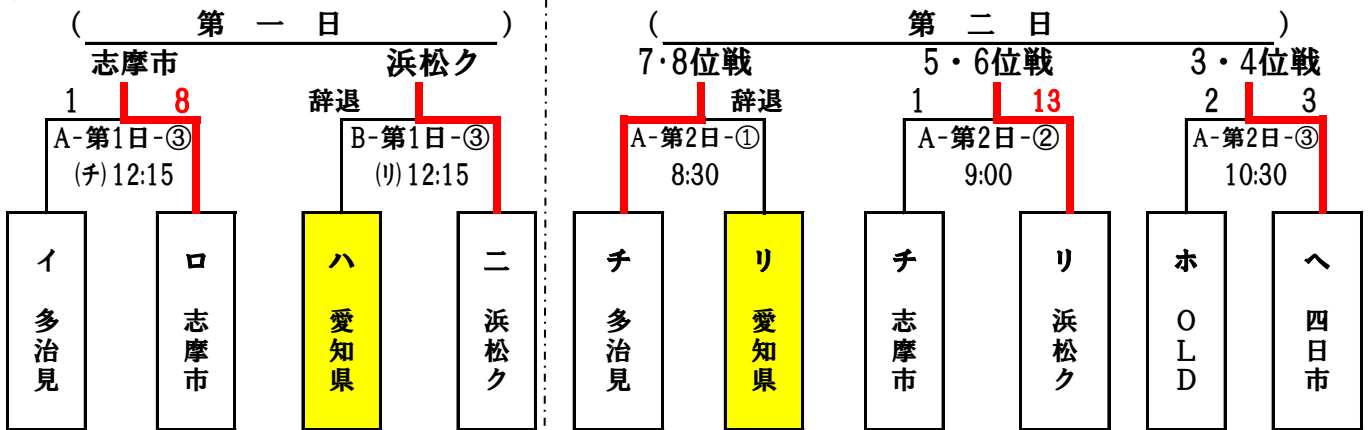 ( 第 一 日 )
( 第 二 日 )
志摩市
浜松ク
7・8位戦
5・6位戦
3・4位戦
1
8
辞退
辞退
1
13
2
3
A-第1日-③
B-第1日-③
A-第2日-①
A-第2日-②
A-第2日-③
(チ)12:15
(リ)12:15
8:30
9:00
10:30
イ 多治見
ロ 志摩市
ハ 愛知県
ニ 浜松ク
チ 多治見
リ 愛知県
チ 志摩市
リ 浜松ク
ホ OLD
ヘ 四日市